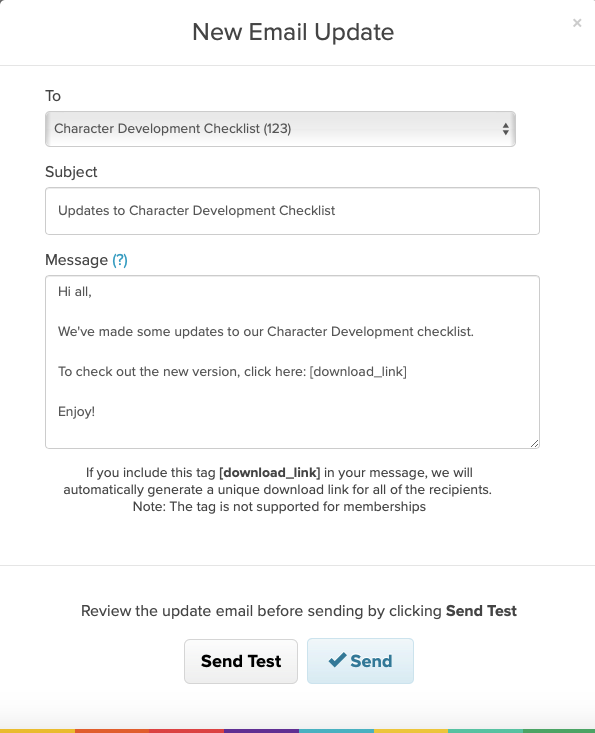 New Email Update
×
To
Character Development Checklist (123)
Subject
Updates to Character Development Checklist
Message (?)
Hi all,
We've made some updates to our Character Development checklist.
To check out the new version, click here: [download_link]
Enjoy!
If you include this tag [download_link] in your message, we will
automatically generate a unique download link for all of the recipients.
Note: The tag is not supported for memberships
Review the update email before sending by clicking Send Test
Send Test
Send